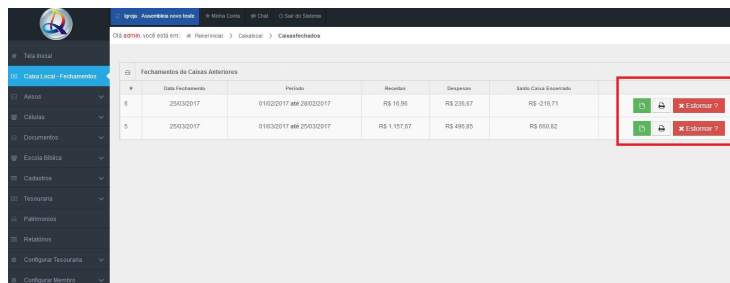 Igreja Assembleia novo teste Minha Conta Chat Sair do Sistema
Olá admin, você está em: Painel Inicial > Caixalocal > Caixasfechados
Tela Inicial
Caixa Local - Fechamentos
Avisos
Células
Documentos
Escola Bíblica
Cadastros
Tesouraria
Patrimonios
Relatórios
Configurar Tesouraria
Configurar Membro
Fechamentos de Caixas Anteriores
# Data Fechamento Período Receitas Despesas Saldo Caixa Encerrado
6 25/03/2017 01/02/2017 até 28/02/2017 R$ 16,96 R$ 236,67 R$ -219,71 Estornar ?
5 25/03/2017 01/03/2017 até 25/03/2017 R$ 1.157,67 R$ 496,85 R$ 660,82 Estornar ?